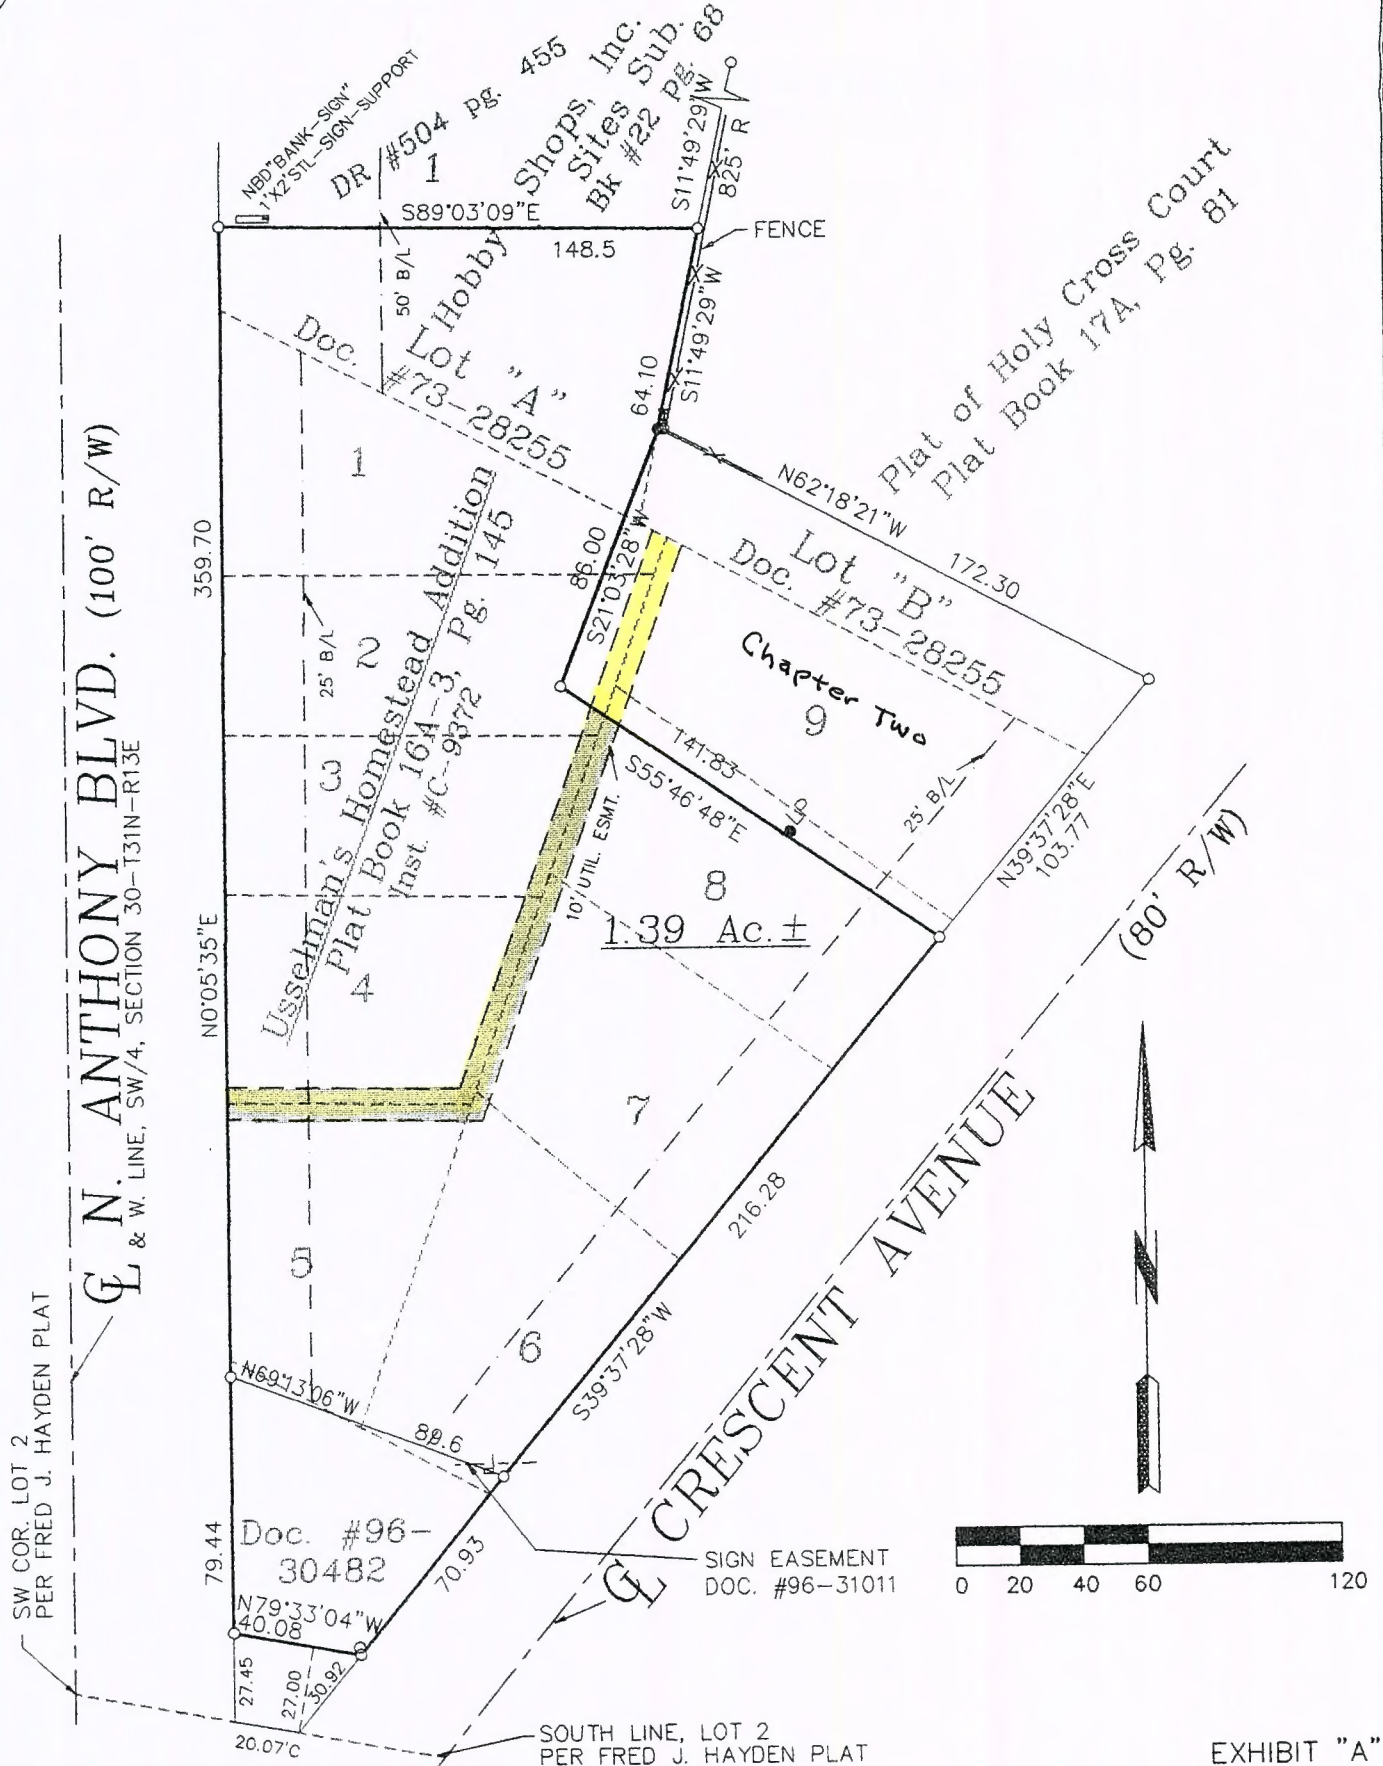 NBD"BANK-SIGN"
1'X2'STL-SIGN-SUPPORT
DR #504 pg. 455
1
Hobby Shops, Inc.
Sites Sub.
Bk #22 pg. 68
S11°49'29"W
825' R
S89°03'09"E
148.5
FENCE
50' B/L
Doc.
Lot "A"
#73-28255
64.10
S11°49'29"W
Plat of Holy Cross Court
Plat Book 17A, Pg. 81
N62°18'21"W
172.30
Lot "B"
Doc. #73-28255
Chapter Two
9
86.00
S21°03'28"W
359.70
N0°05'35"E
1
2
3
4
25' B/L
Usselman's Homestead Addition
Plat Book 16A-3, Pg. 145
Inst. #C-9372
℄ N. ANTHONY BLVD. (100' R/W)
& W. LINE, SW/4, SECTION 30-T31N-R13E
141.83
S55°46'48"E
10' UTIL. ESMT.
25' B/L
N39°37'28"E
103.77
(80' R/W)
8
1.39 Ac.±
7
216.28
S39°37'28"W
℄ CRESCENT AVENUE
5
6
N69°13'06"W
N
SW COR. LOT 2
PER FRED J. HAYDEN PLAT
79.44
Doc. #96-
30482
70.93
SIGN EASEMENT
DOC. #96-31011
0 20 40 60 120
N79°33'04"W
40.08
27.45
27.00
30.92
20.07'C
SOUTH LINE, LOT 2
PER FRED J. HAYDEN PLAT
EXHIBIT "A"